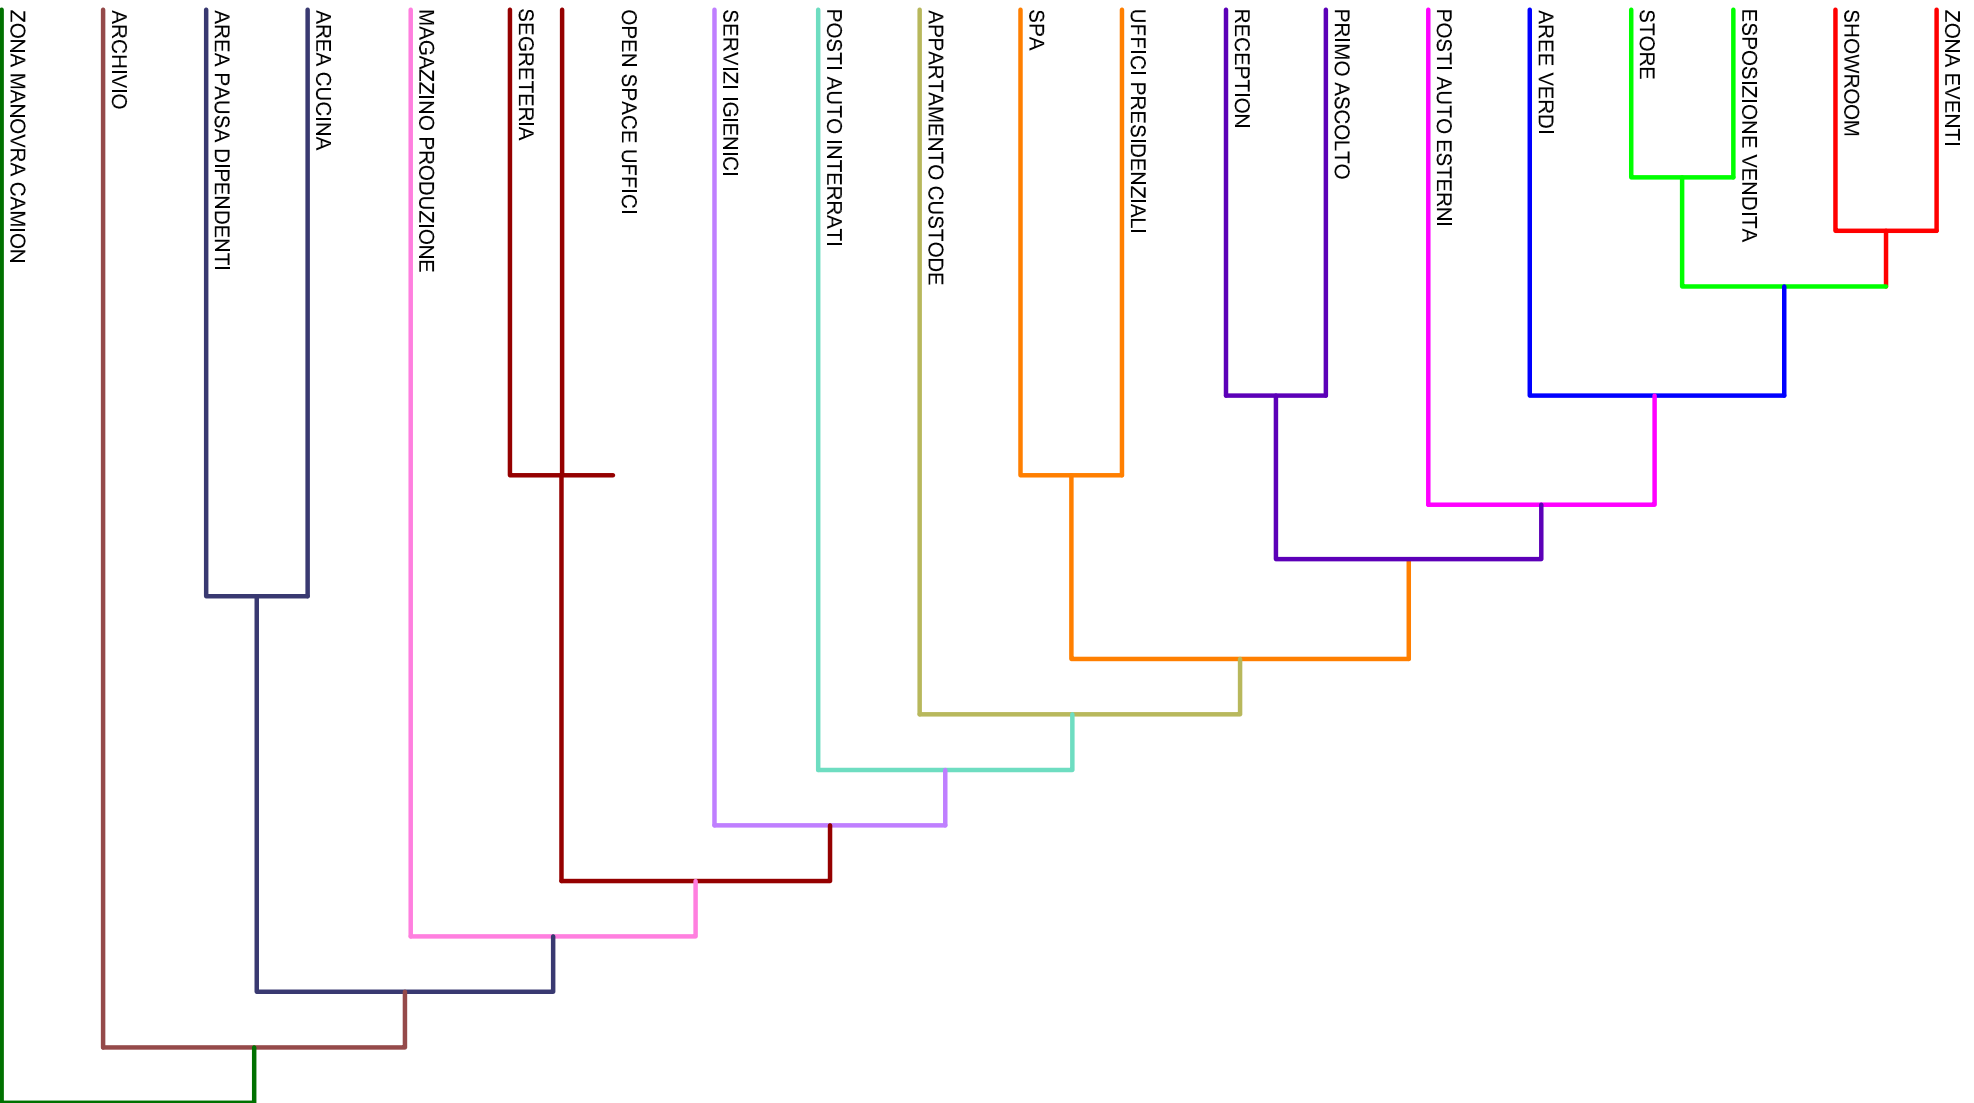 ZONA MANOVRA CAMION
ARCHIVIO
AREA PAUSA DIPENDENTI
AREA CUCINA
MAGAZZINO PRODUZIONE
SEGRETERIA
OPEN SPACE UFFICI
SERVIZI IGIENICI
POSTI AUTO INTERRATI
APPARTAMENTO CUSTODE
SPA
UFFICI PRESIDENZIALI
RECEPTION
PRIMO ASCOLTO
POSTI AUTO ESTERNI
AREE VERDI
STORE
ESPOSIZIONE VENDITA
SHOWROOM
ZONA EVENTI